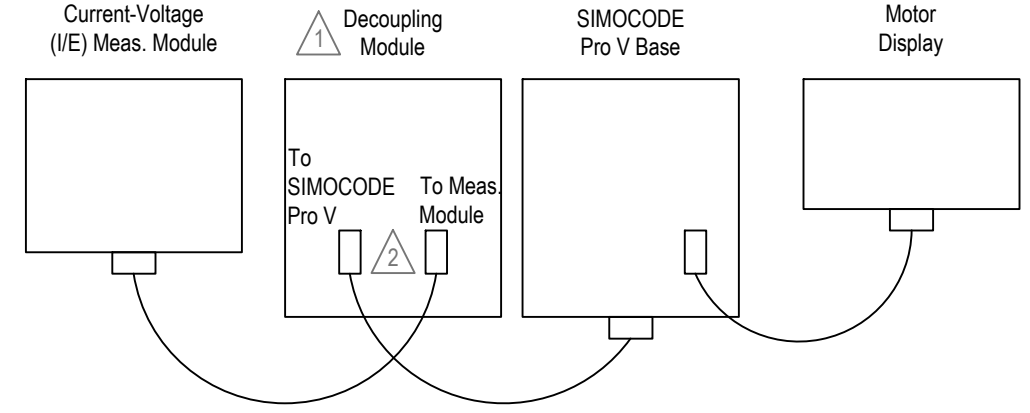 Current-Voltage
(I/E) Meas. Module
1
Decoupling
Module
SIMOCODE
Pro V Base
Motor
Display
To
SIMOCODE
Pro V
To Meas.
Module
2